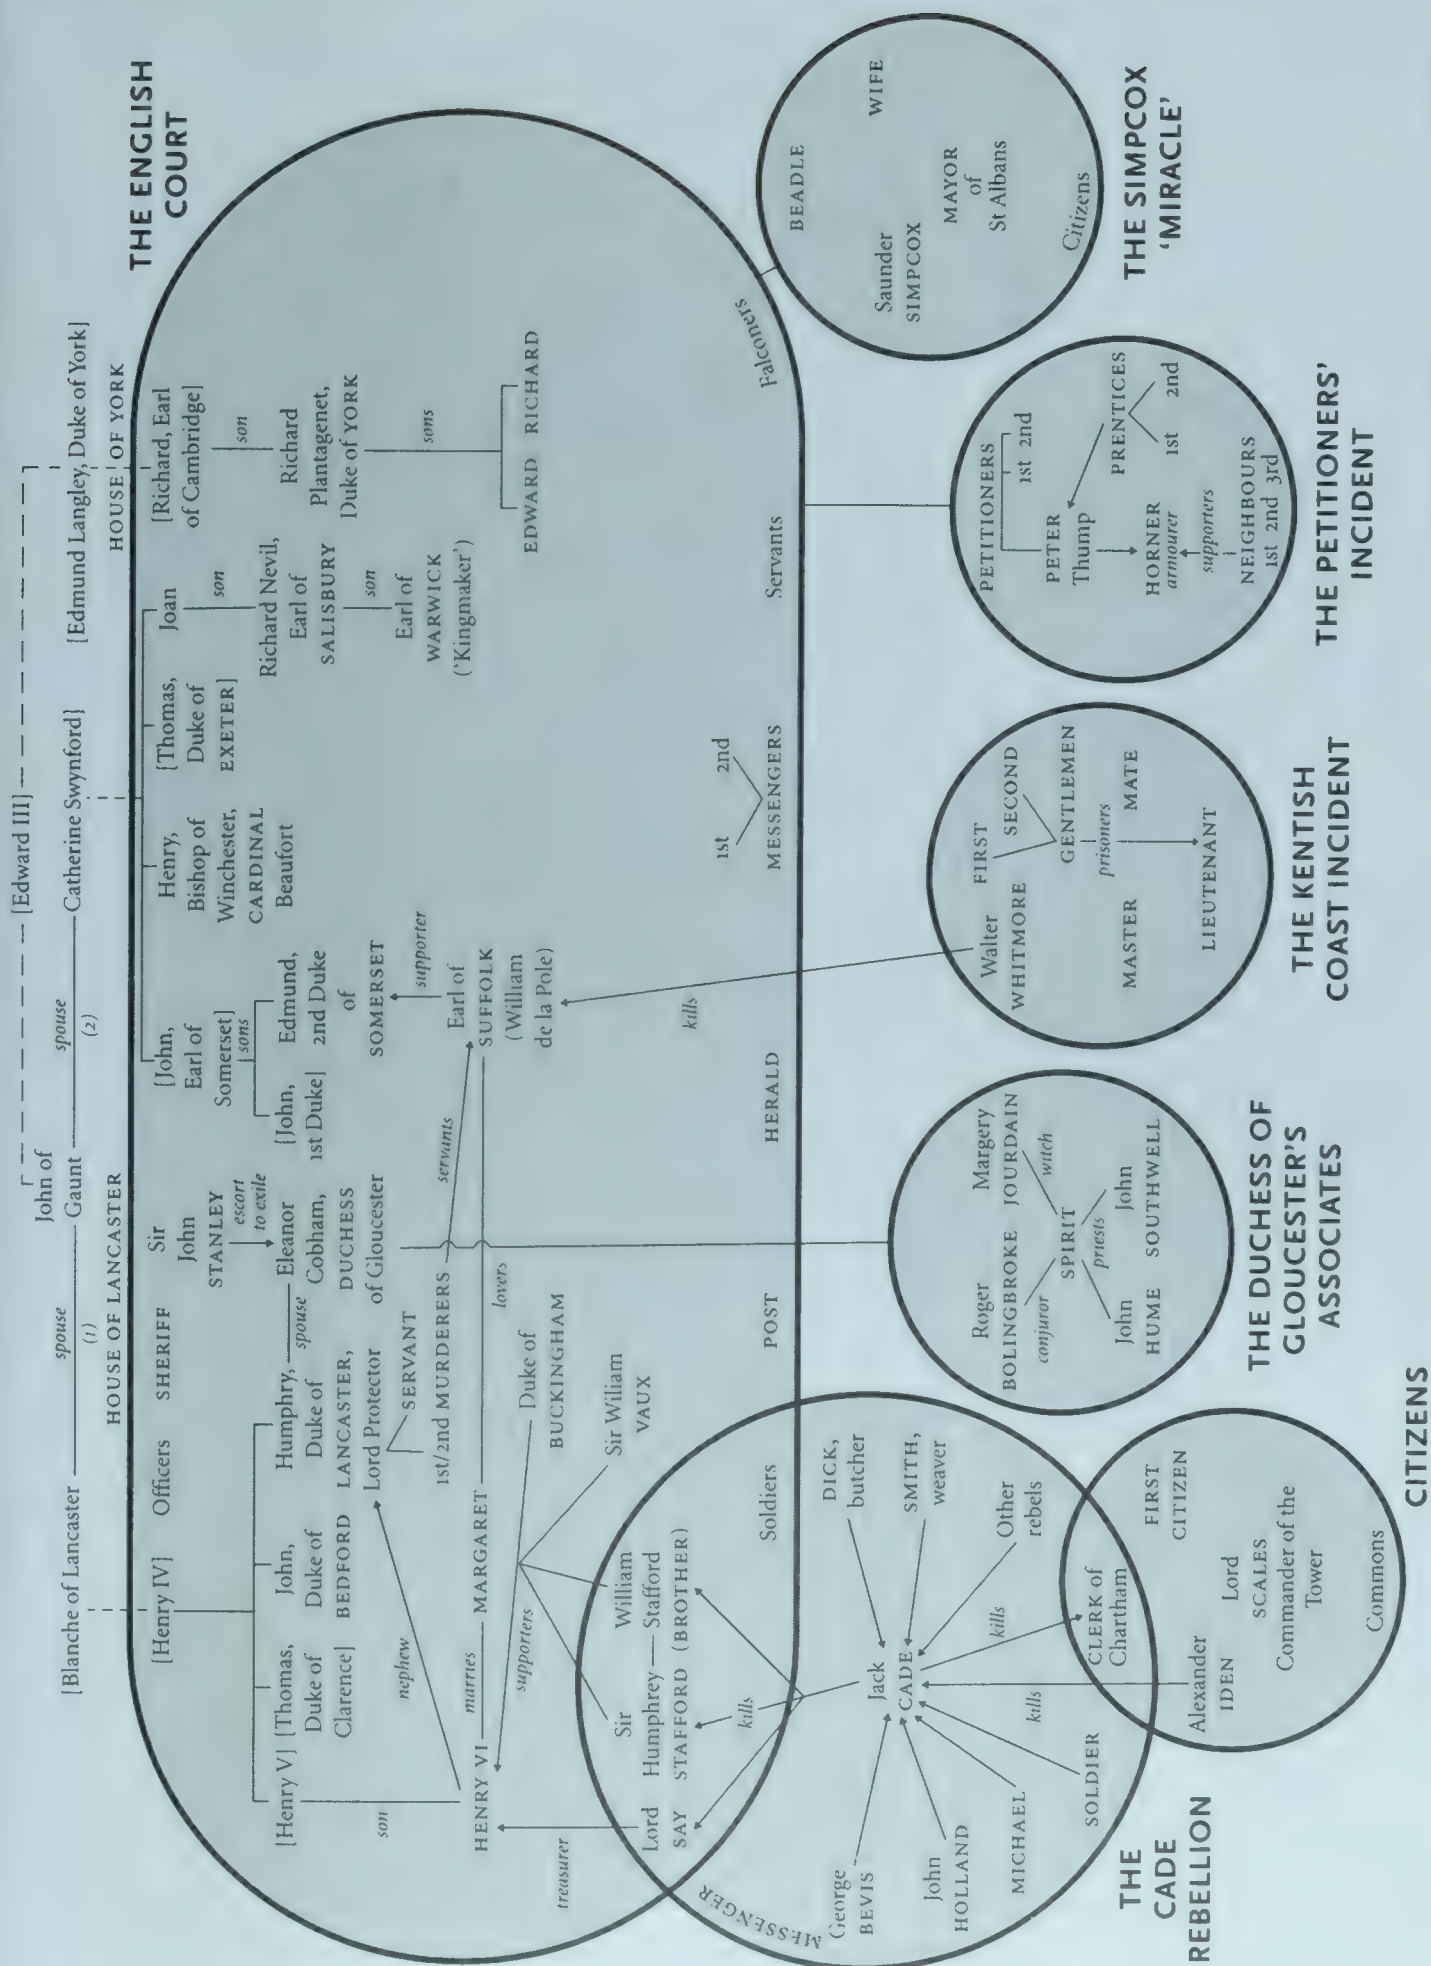 [Edward III]
John of
Gaunt
spouse
(1)
[Blanche of Lancaster
spouse
(2)
Catherine Swynford]
[Edmund Langley, Duke of York]
HOUSE OF LANCASTER
HOUSE OF YORK
THE ENGLISH
COURT
[Henry IV]
Officers
SHERIFF
Sir
John
STANLEY
escort
to exile
[John,
Earl of
Somerset]
sons
Henry,
Bishop of
Winchester,
CARDINAL
Beaufort
[Thomas,
Duke of
EXETER]
Joan
son
[Richard, Earl
of Cambridge]
son
[Henry V]
[Thomas,
Duke of
Clarence]
John,
Duke of
BEDFORD
Humphry,
Duke of
LANCASTER,
Lord Protector
spouse
Eleanor
Cobham,
DUCHESS
of Gloucester
[John,
1st Duke]
Edmund,
2nd Duke
of
SOMERSET
Richard Nevil,
Earl of
SALISBURY
son
Earl of
WARWICK
('Kingmaker')
Richard
Plantagenet,
Duke of YORK
sons
EDWARD
RICHARD
son
nephew
SERVANT
1st/2nd MURDERERS
servants
supporter
Earl of
SUFFOLK
(William
de la Pole)
HENRY VI
marries
MARGARET
lovers
supporters
Duke of
BUCKINGHAM
Sir Wiliam
VAUX
treasurer
Lord
SAY
Sir
Humphrey
STAFFORD
William
Stafford
(BROTHER)
kills
kills
1st
2nd
MESSENGERS
Soldiers
POST
HERALD
Servants
Falconers
MESSENGER
George
BEVIS
John
HOLLAND
MICHAEL
SOLDIER
Jack
CADE
DICK,
butcher
SMITH,
weaver
Other
rebels
kills
kills
CLERK of
Chartham
THE
CADE
REBELLION
Alexander
IDEN
FIRST
CITIZEN
Lord
SCALES
Commander of the
Tower
Commons
CITIZENS
Roger
BOLINGBROKE
conjuror
Margery
JOURDAIN
witch
SPIRIT
priests
John
HUME
John
SOUTHWELL
THE DUCHESS OF
GLOUCESTER'S
ASSOCIATES
Walter
WHITMORE
FIRST
SECOND
GENTLEMEN
prisoners
MASTER
MATE
LIEUTENANT
THE KENTISH
COAST INCIDENT
PETITIONERS
1st 2nd
PETER
Thump
PRENTICES
1st
2nd
HORNER
armourer
supporters
NEIGHBOURS
1st 2nd 3rd
THE PETITIONERS'
INCIDENT
BEADLE
WIFE
Saunder
SIMPCOX
MAYOR
of
St Albans
Citizens
THE SIMPCOX
'MIRACLE'